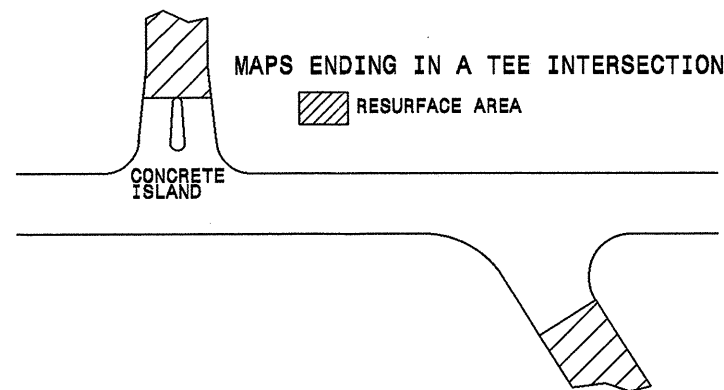 MAPS ENDING IN A TEE INTERSECTION
RESURFACE AREA
CONCRETE
ISLAND